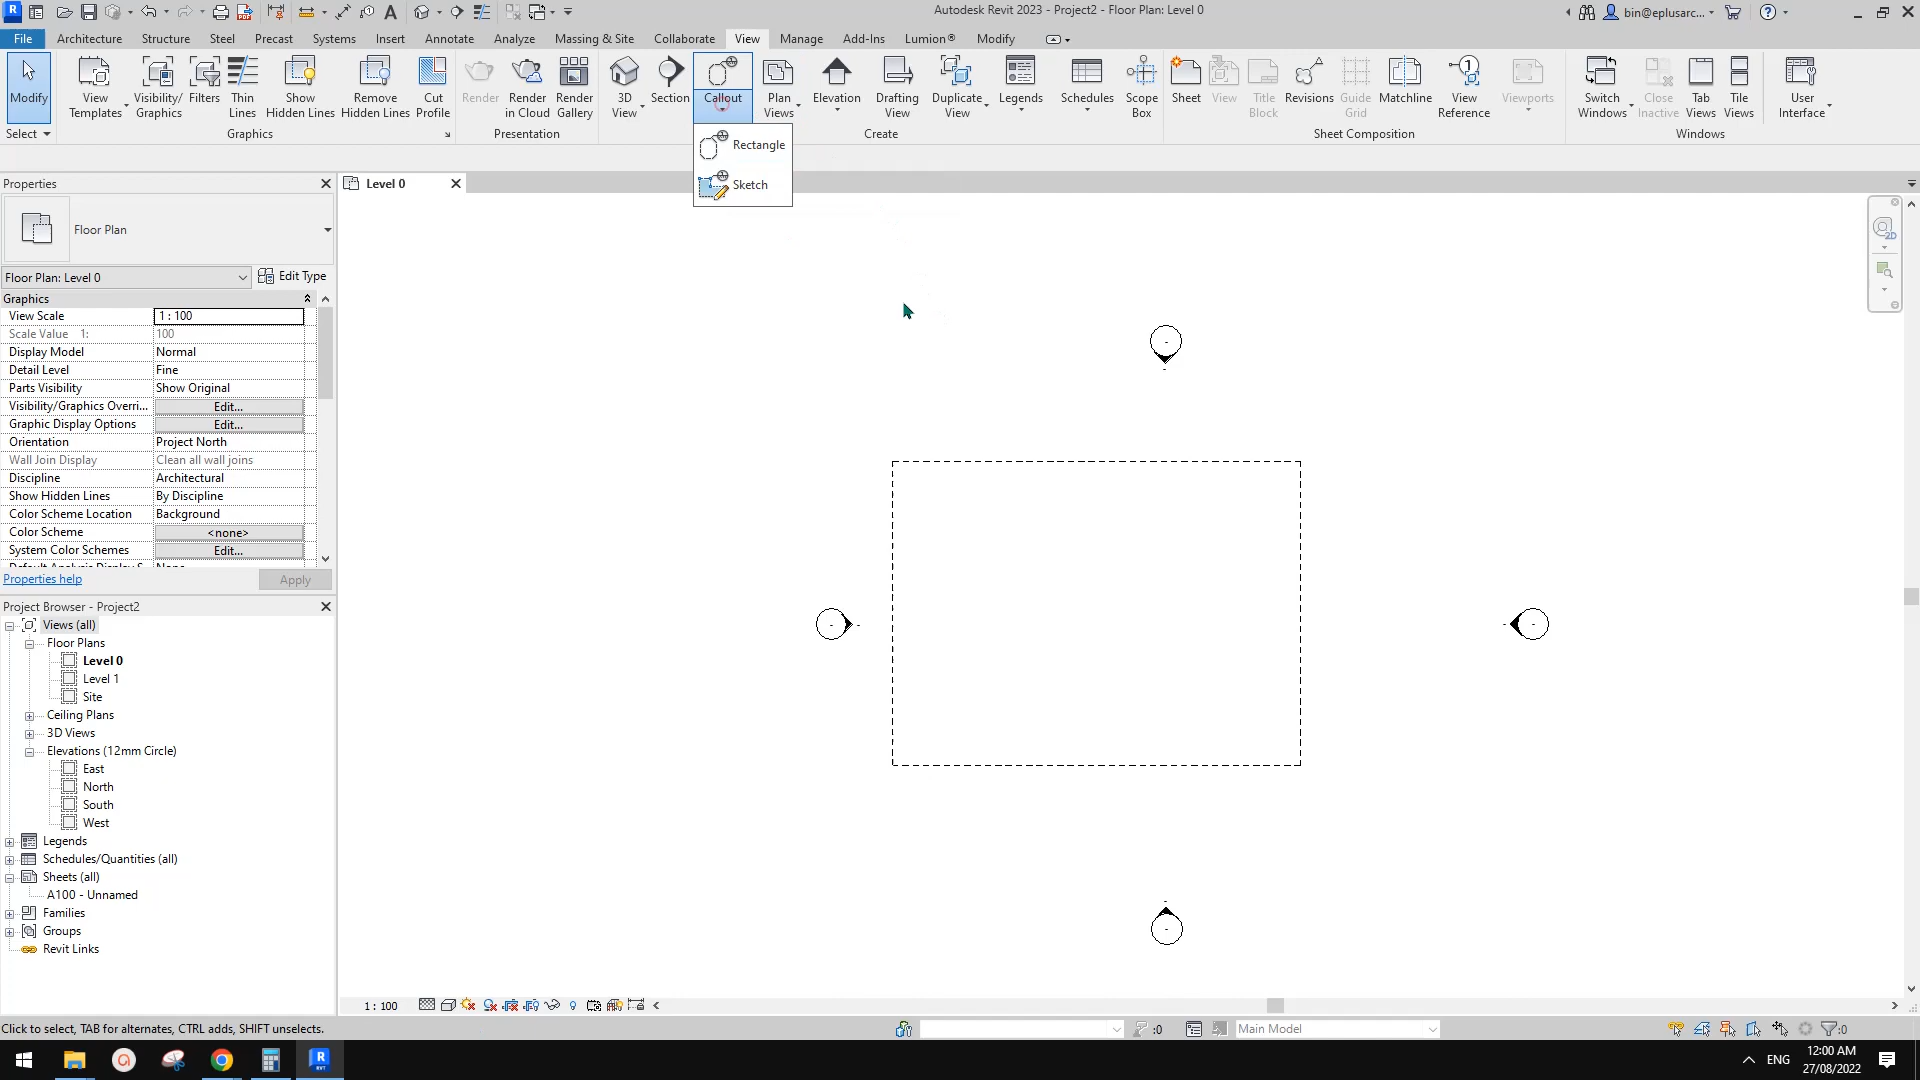 Autodesk Revit 2023 - Project2 - Floor Plan: Level 0
bin@eplusarc...
File Architecture Structure Steel Precast Systems Insert Annotate Analyze Massing & Site Collaborate View Manage Add-Ins Lumion® Modify
Modify
View Templates
Visibility/ Graphics
Filters
Thin Lines
Show Hidden Lines
Remove Hidden Lines
Cut Profile
Render
Render in Cloud
Render Gallery
3D View
Section
Callout
Plan Views
Elevation
Drafting View
Duplicate View
Legends
Schedules
Scope Box
Sheet
View
Title Block
Revisions
Guide Grid
Matchline
View Reference
Viewports
Switch Windows
Close Inactive
Tab Views
Tile Views
User Interface
Select Graphics Presentation Create Sheet Composition Windows
Rectangle
Sketch
Properties
Level 0
Floor Plan
Floor Plan: Level 0 Edit Type
Graphics
View Scale 1 : 100
Scale Value 1: 100
Display Model Normal
Detail Level Fine
Parts Visibility Show Original
Visibility/Graphics Overri... Edit...
Graphic Display Options Edit...
Orientation Project North
Wall Join Display Clean all wall joins
Discipline Architectural
Show Hidden Lines By Discipline
Color Scheme Location Background
Color Scheme <none>
System Color Schemes Edit...
Properties help Apply
Project Browser - Project2
Views (all)
Floor Plans
Level 0
Level 1
Site
Ceiling Plans
3D Views
Elevations (12mm Circle)
East
North
South
West
Legends
Schedules/Quantities (all)
Sheets (all)
A100 - Unnamed
Families
Groups
Revit Links
1 : 100
Click to select, TAB for alternates, CTRL adds, SHIFT unselects.
:0
Main Model
:0
ENG
12:00 AM
27/08/2022